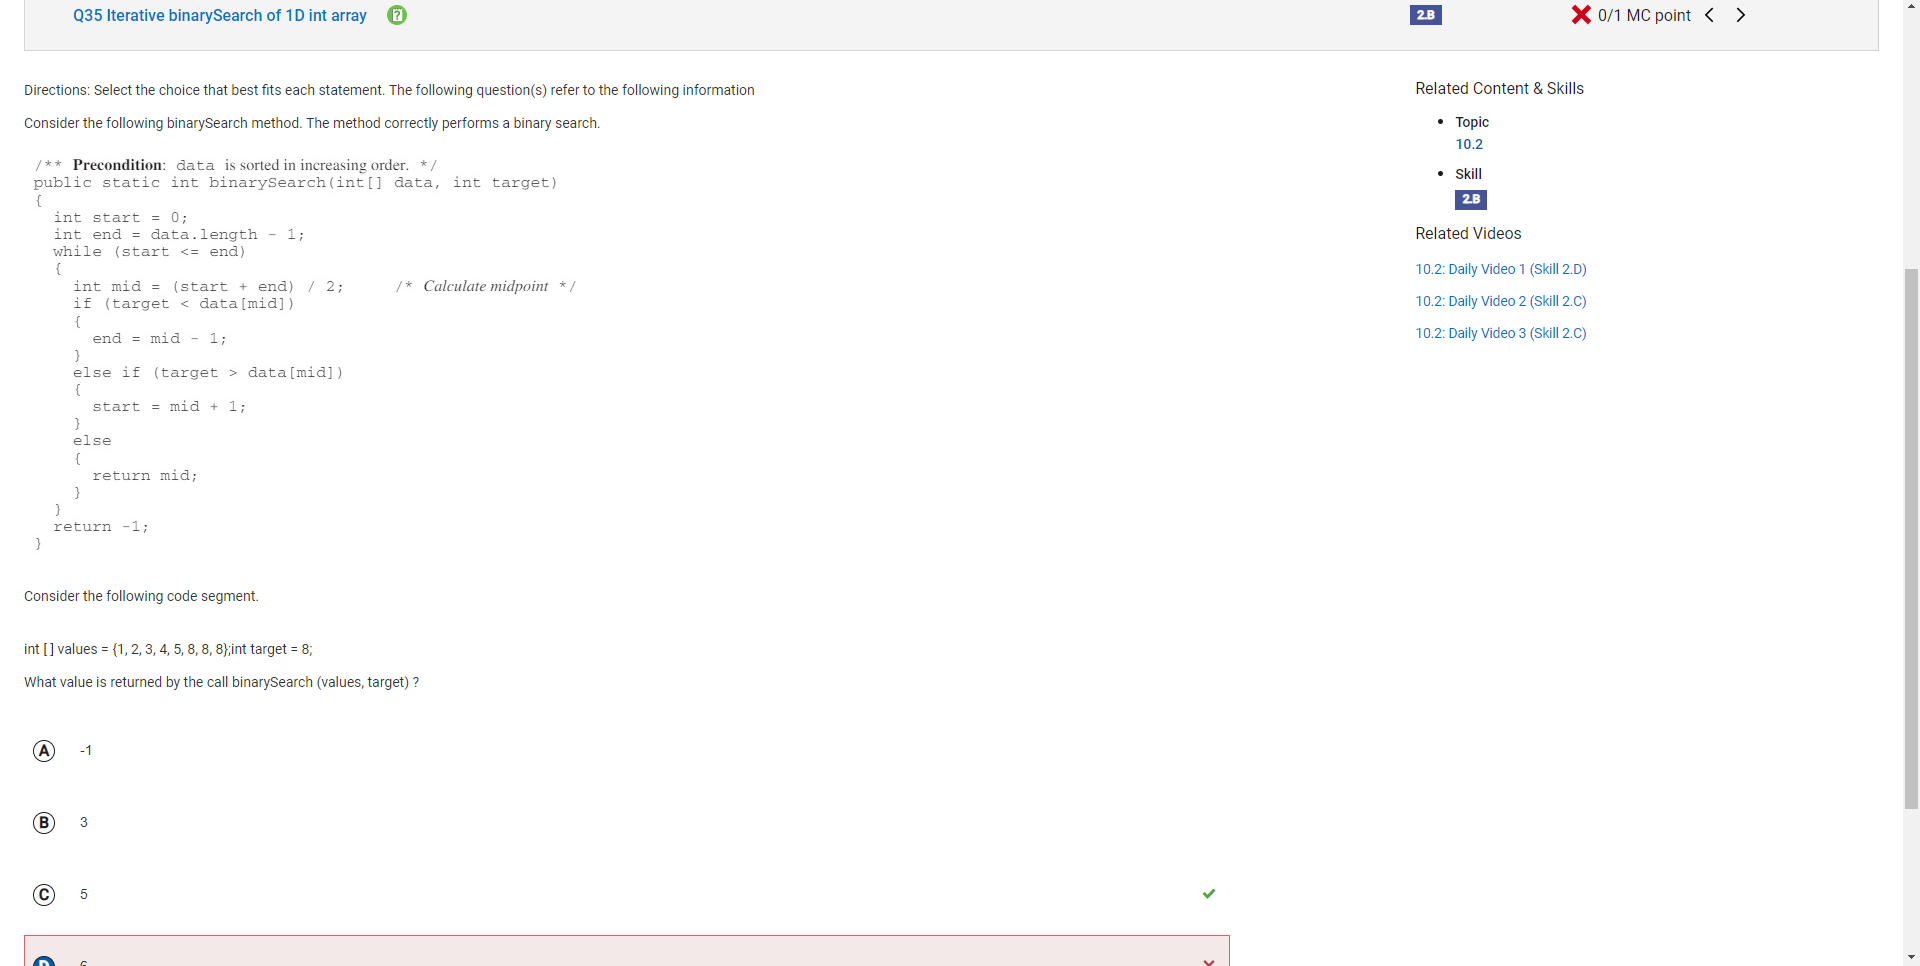 Q35 Iterative binarySearch of 1D int array
2.B
0/1 MC point
Directions: Select the choice that best fits each statement. The following question(s) refer to the following information
Consider the following binarySearch method. The method correctly performs a binary search.
/** Precondition: data is sorted in increasing order. */
public static int binarySearch(int[] data, int target)
{
int start = 0;
int end = data.length - 1;
while (start <= end)
{
int mid = (start + end) / 2; /* Calculate midpoint */
if (target < data[mid])
{
end = mid - 1;
}
else if (target > data[mid])
{
start = mid + 1;
}
else
{
return mid;
}
}
return -1;
}
Consider the following code segment.
int [ ] values = {1, 2, 3, 4, 5, 8, 8, 8};int target = 8;
What value is returned by the call binarySearch (values, target) ?
A -1
B 3
C 5
Related Content & Skills
• Topic
10.2
• Skill
2.B
Related Videos
10.2: Daily Video 1 (Skill 2.D)
10.2: Daily Video 2 (Skill 2.C)
10.2: Daily Video 3 (Skill 2.C)